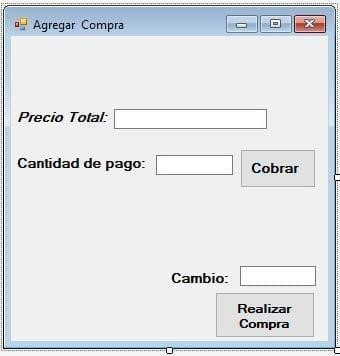 Agregar Compra
Precio Total:
Cantidad de pago:
Cobrar
Cambio:
Realizar
Compra